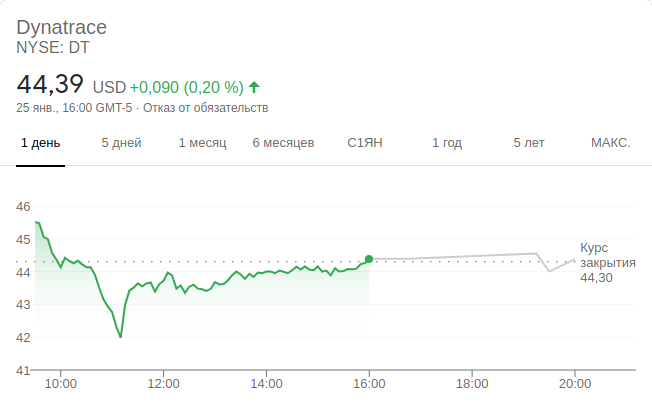 Dynatrace
NYSE: DT
44,39 USD +0,090 (0,20 %)
25 янв., 16:00 GMT-5 · Отказ от обязательств
1 день 5 дней 1 месяц 6 месяцев С1ЯН 1 год 5 лет МАКС.
46
45
44
43
42
41
Курс
закрытия
44,30
10:00 12:00 14:00 16:00 18:00 20:00